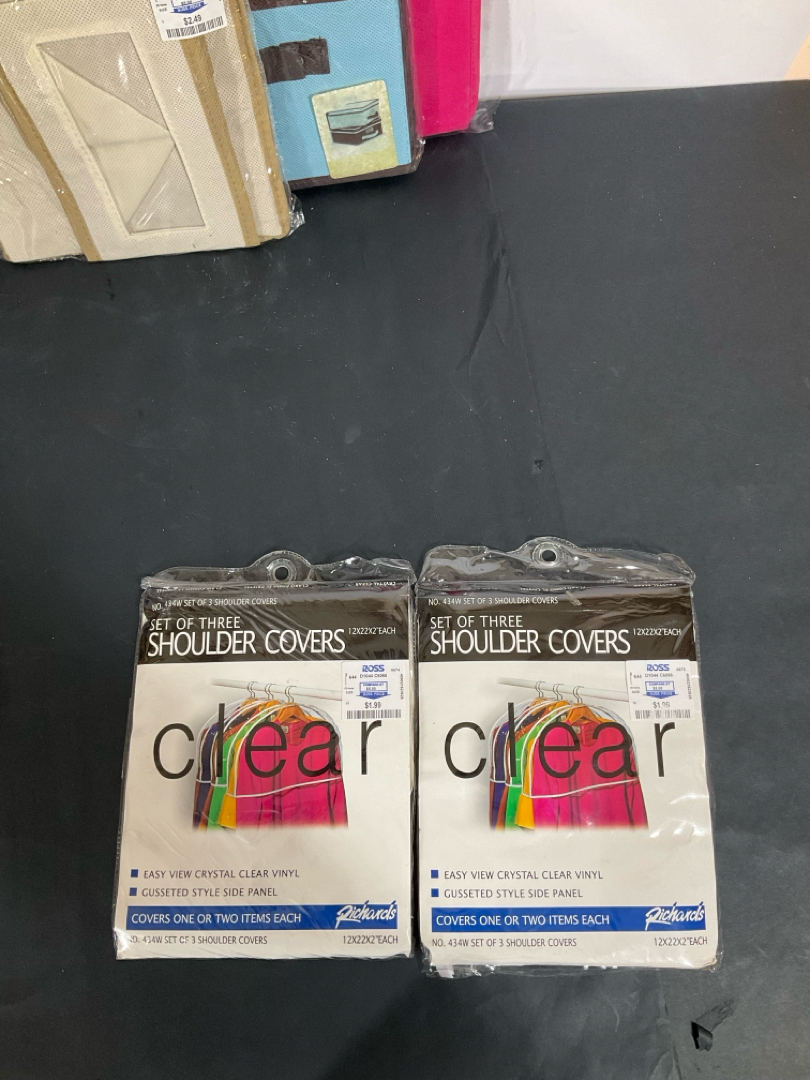 $2.49
NO. 434W SET OF 3 SHOULDER COVERS
SET OF THREE
SHOULDER COVERS 12X22X2"EACH
ROSS
$1.99
clear
EASY VIEW CRYSTAL CLEAR VINYL
GUSSETED STYLE SIDE PANEL
COVERS ONE OR TWO ITEMS EACH Richards
NO. 434W SET OF 3 SHOULDER COVERS 12X22X2"EACH
CRYSTAL CLEAR
NO. 434W SET OF 3 SHOULDER COVERS
SET OF THREE
SHOULDER COVERS 12X22X2"EACH
ROSS
$1.99
clear
EASY VIEW CRYSTAL CLEAR VINYL
GUSSETED STYLE SIDE PANEL
COVERS ONE OR TWO ITEMS EACH Richards
NO. 434W SET OF 3 SHOULDER COVERS 12X22X2"EACH